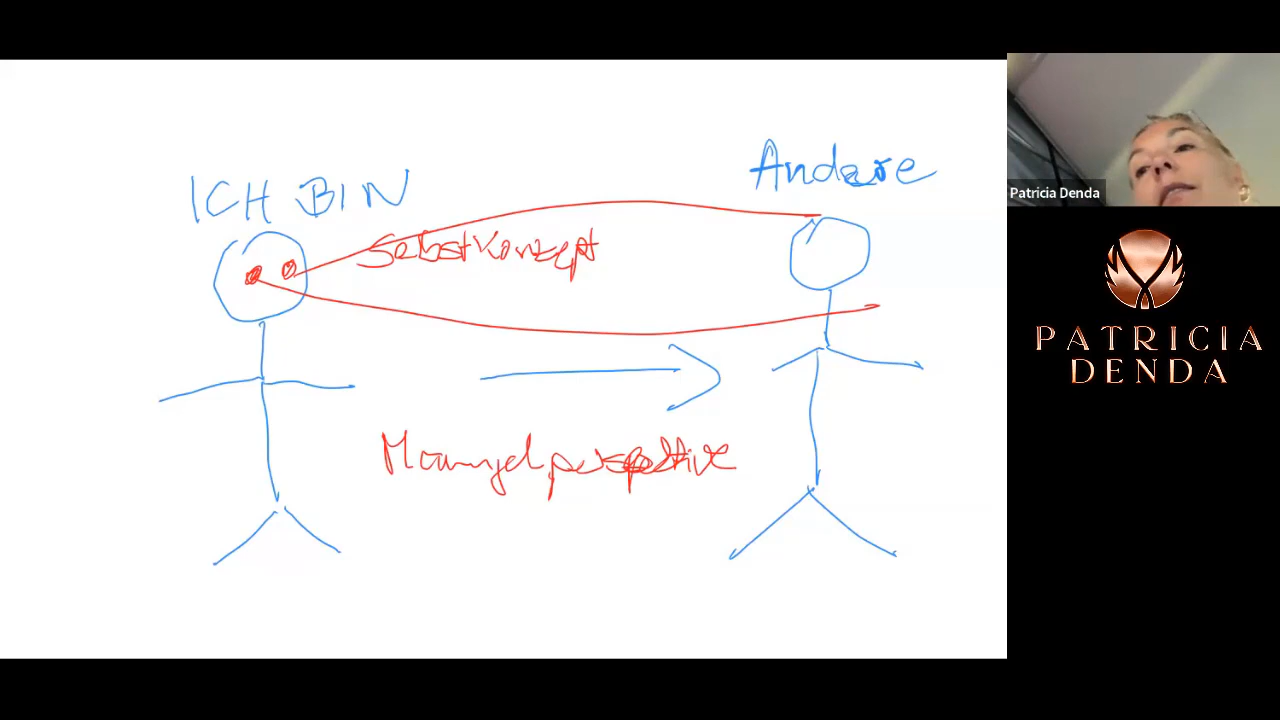 ICH BIN
Andere
Selbstkonzept
Mangelperspektive
Patricia Denda
PATRICIA
DENDA